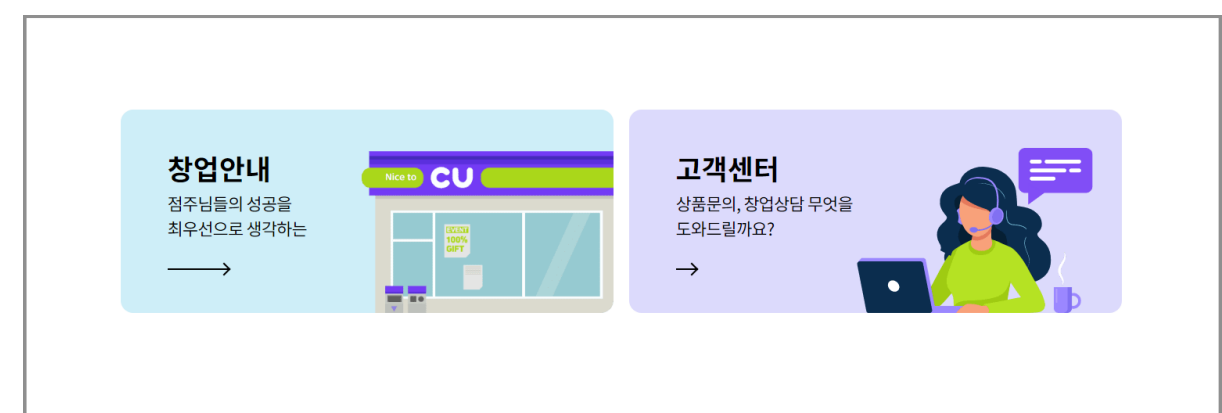 창업안내
점주님들의 성공을
최우선으로 생각하는
Nice to CU
EVENT
100%
GIFT
고객센터
상품문의, 창업상담 무엇을
도와드릴까요?